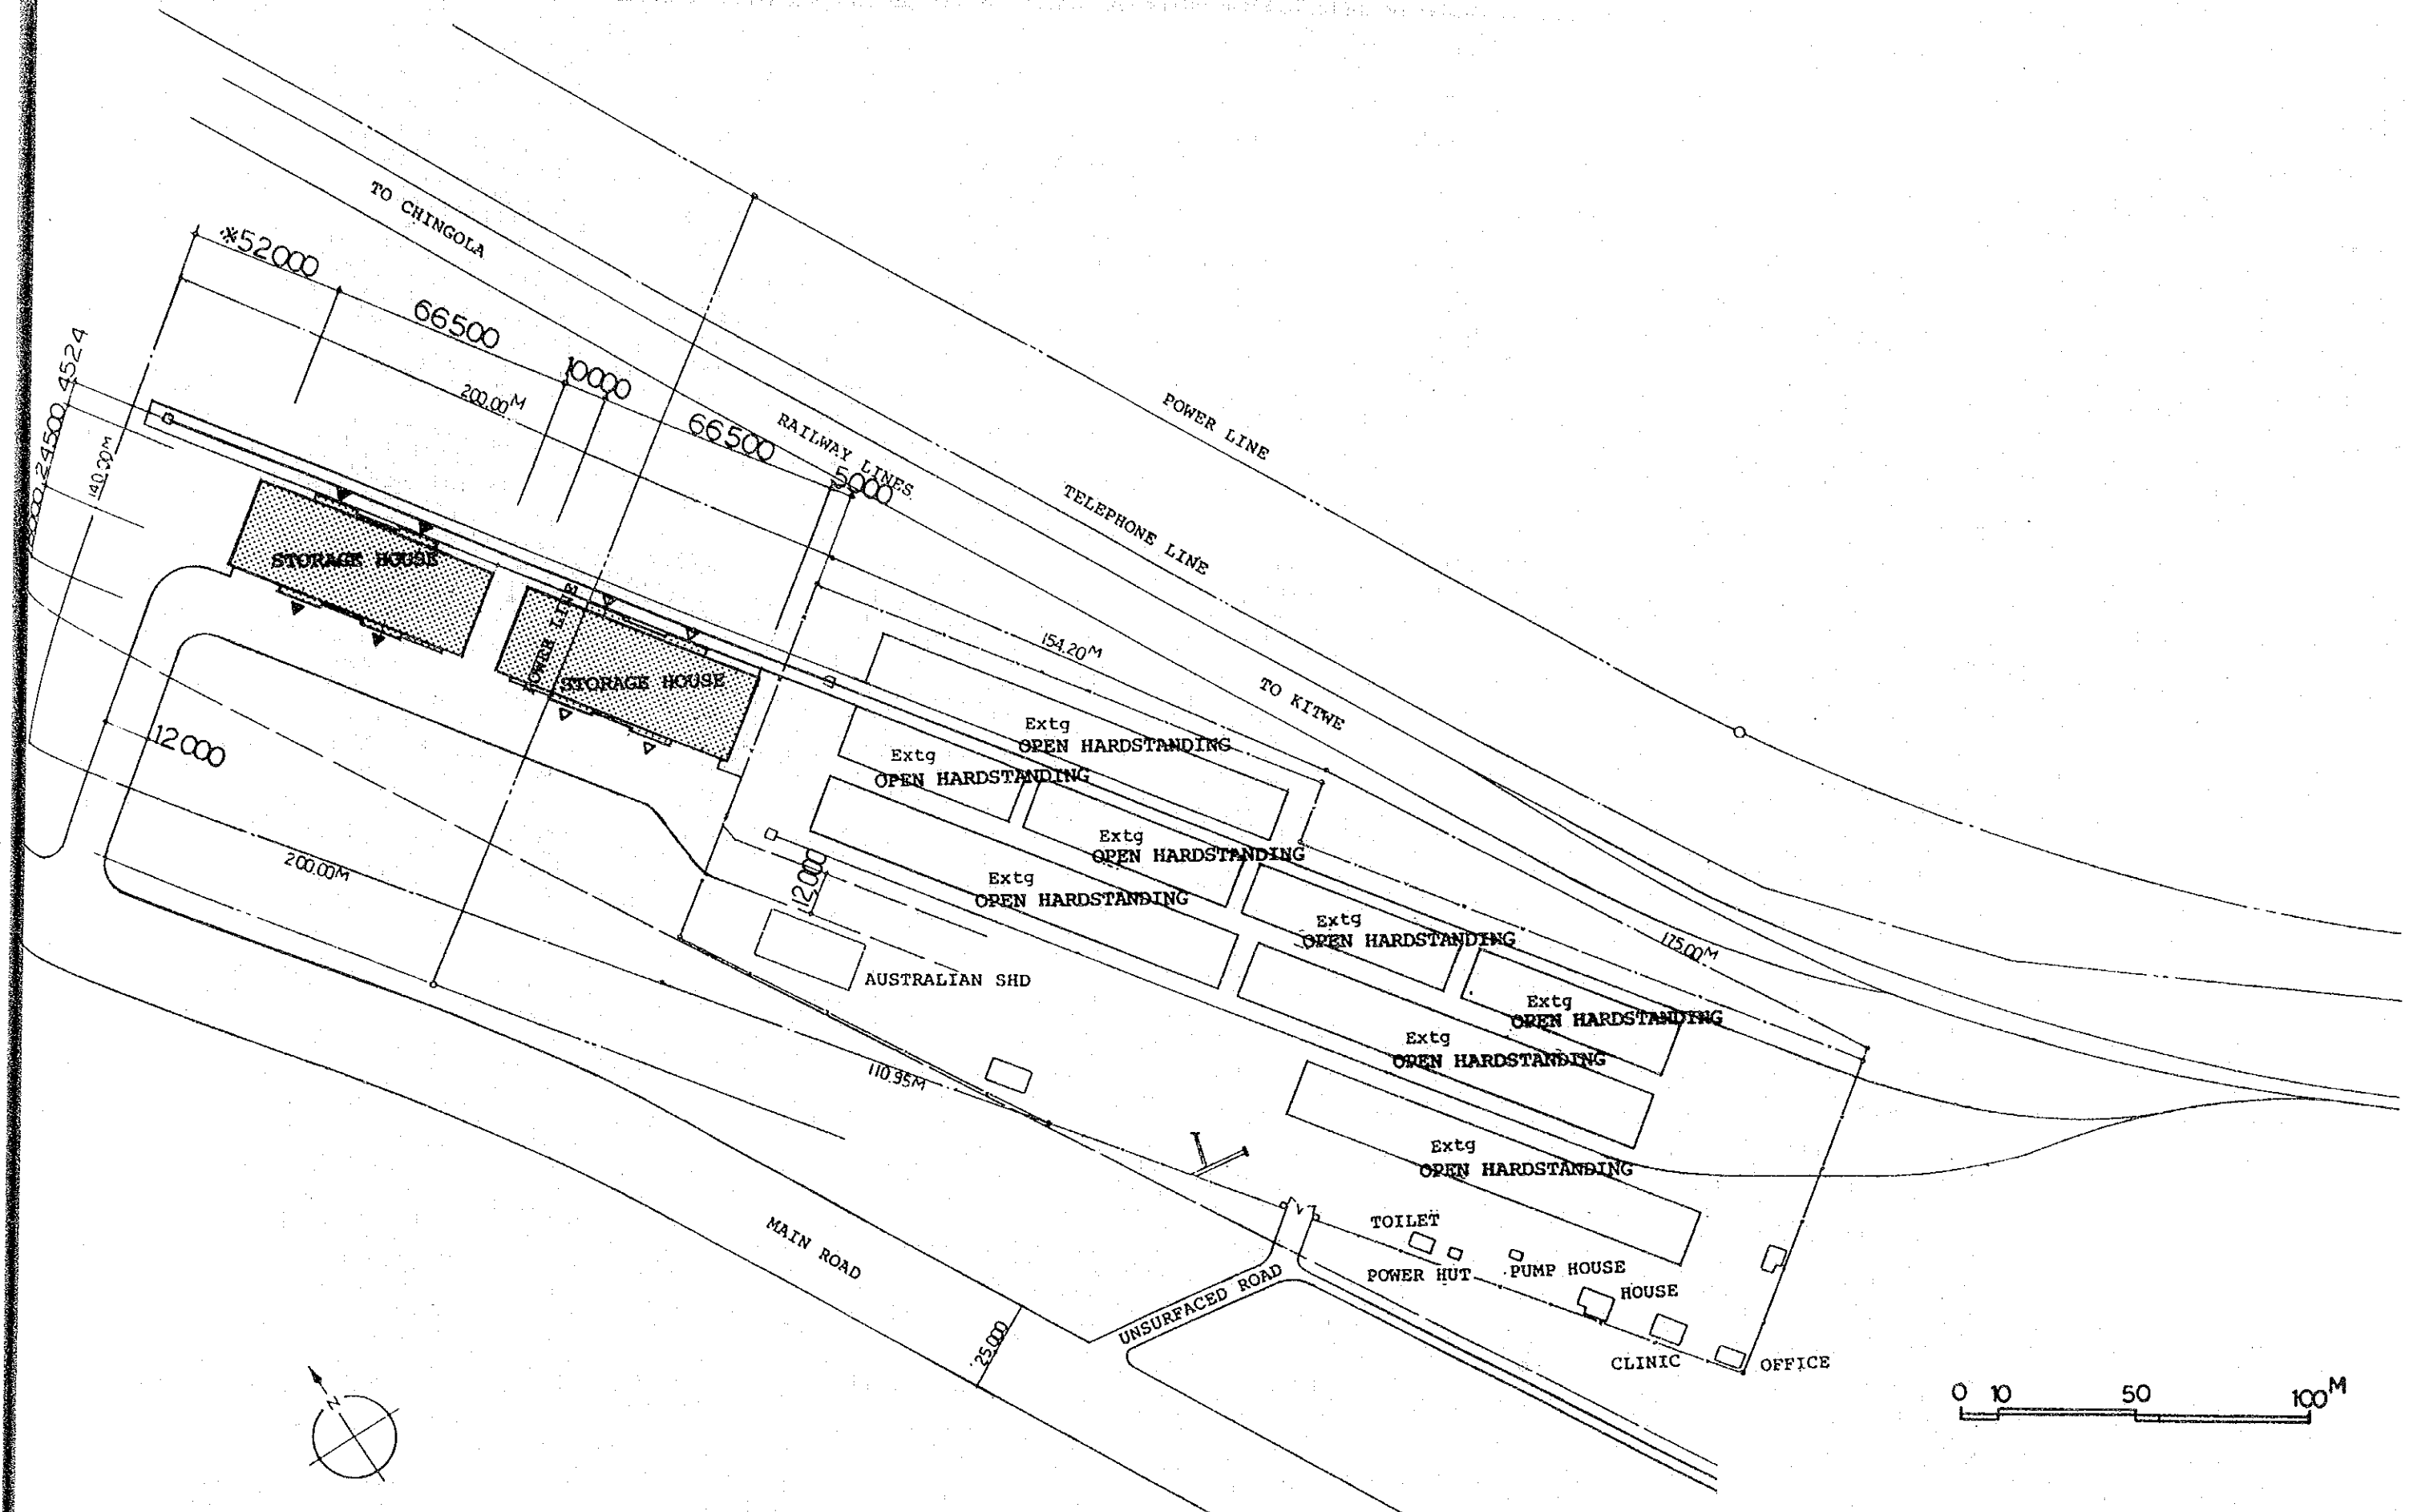 TO CHINGOLA
※52000
66500
10000
200.00M
66500
5000
RAILWAY LINES
POWER LINE
TELEPHONE LINE
4524
24500
140.00M
STORAGE HOUSE
POWER LINE
STORAGE HOUSE
154.20M
TO KITWE
12000
Extg
OPEN HARDSTANDING
Extg
OPEN HARDSTANDING
Extg
OPEN HARDSTANDING
Extg
OPEN HARDSTANDING
12000
200.00M
Extg
OPEN HARDSTANDING
175.00M
AUSTRALIAN SHD
Extg
OPEN HARDSTANDING
Extg
OPEN HARDSTANDING
110.95M
Extg
OPEN HARDSTANDING
MAIN ROAD
TOILET
POWER HUT
PUMP HOUSE
HOUSE
UNSURFACED ROAD
25.000
CLINIC
OFFICE
N
0 10 50 100M